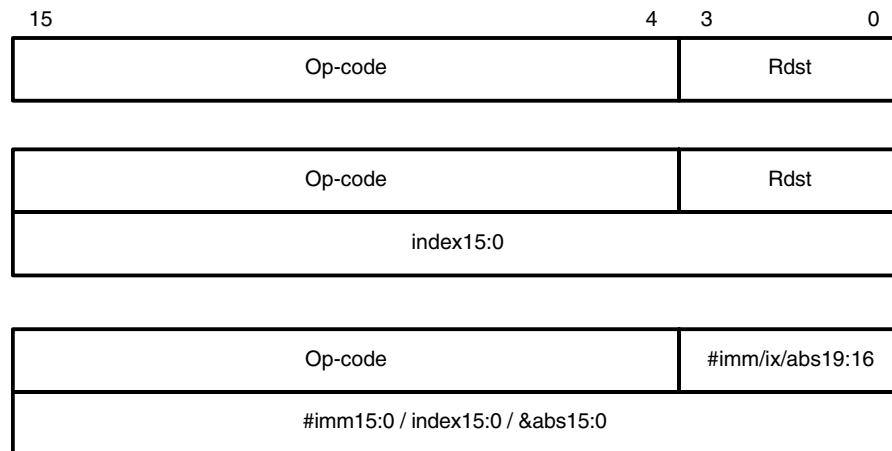 15 4 3 0
Op-code Rdst
Op-code Rdst
index15:0
Op-code #imm/ix/abs19:16
#imm15:0 / index15:0 / &abs15:0